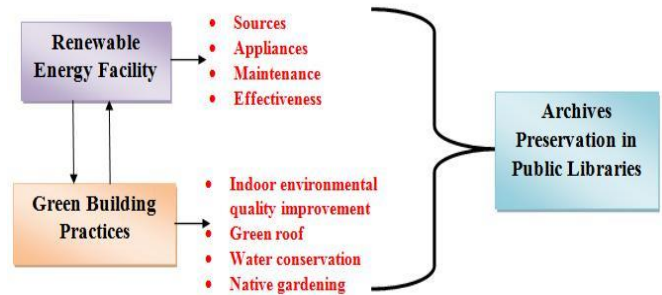 Renewable
Energy Facility
• Sources
• Appliances
• Maintenance
• Effectiveness
Archives
Preservation in
Public Libraries
Green Building
Practices
• Indoor environmental
quality improvement
• Green roof
• Water conservation
• Native gardening